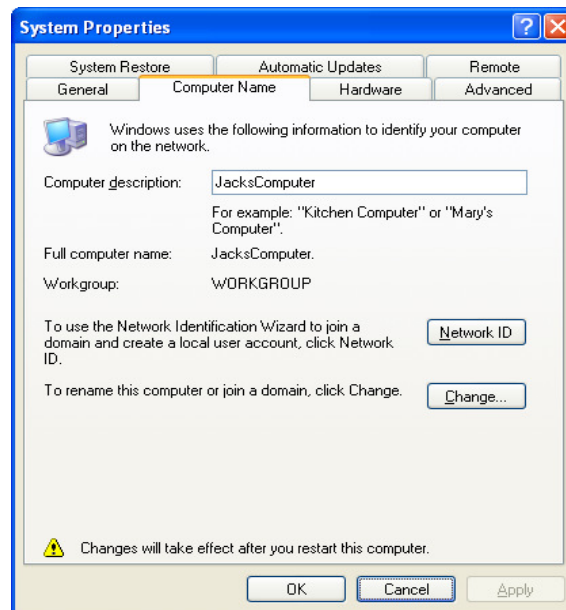 System Properties
?
X
System Restore
Automatic Updates
Remote
General
Computer Name
Hardware
Advanced
Windows uses the following information to identify your computer
on the network.
Computer description:
JacksComputer
For example: "Kitchen Computer" or "Mary's
Computer".
Full computer name:
JacksComputer.
Workgroup:
WORKGROUP
To use the Network Identification Wizard to join a
domain and create a local user account, click Network
ID.
Network ID
To rename this computer or join a domain, click Change.
Change...
Changes will take effect after you restart this computer.
OK
Cancel
Apply